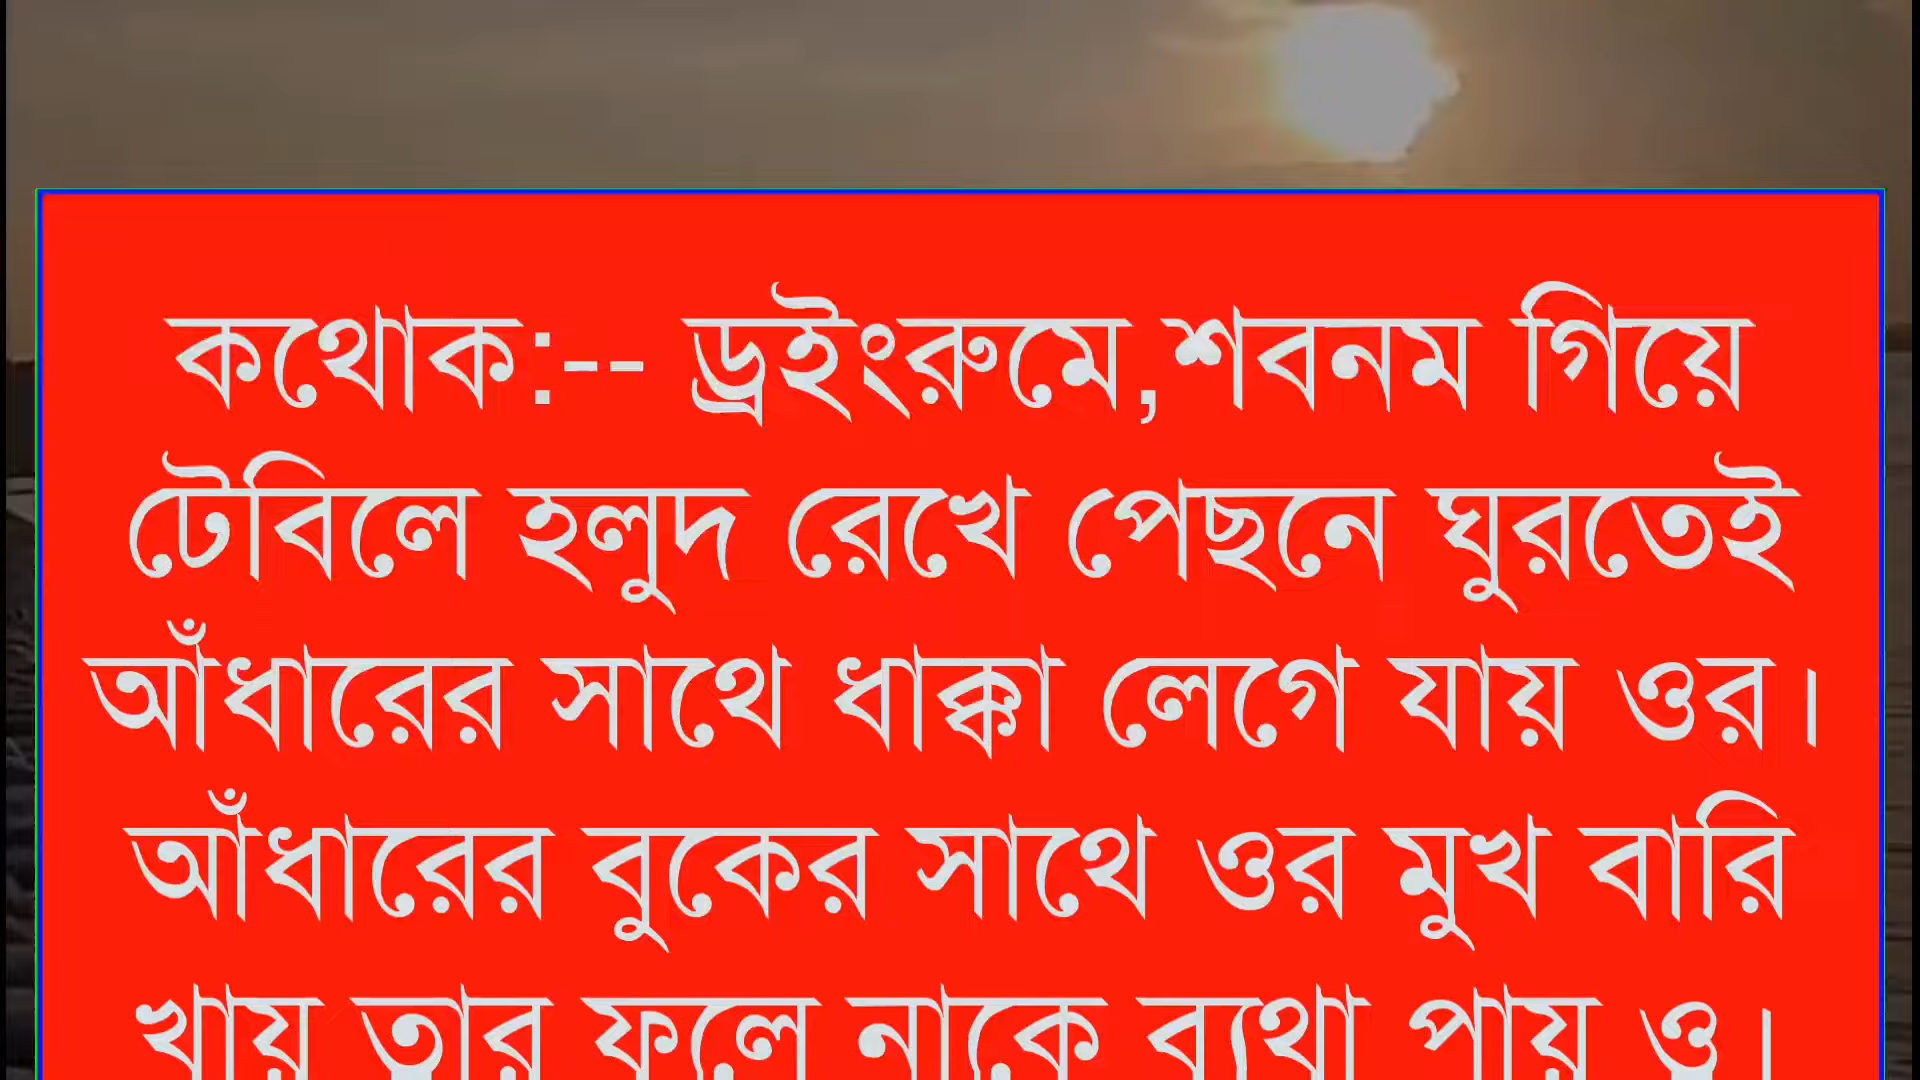 কথোক:-- ড্রইংরুমে,শবনম গিয়ে
টেবিলে হলুদ রেখে পেছনে ঘুরতেই
আঁধারের সাথে ধাক্কা লেগে যায় ওর।
আঁধারের বুকের সাথে ওর মুখ বারি
খায় তার ফলে নাকে ব্যথা পায় ও।